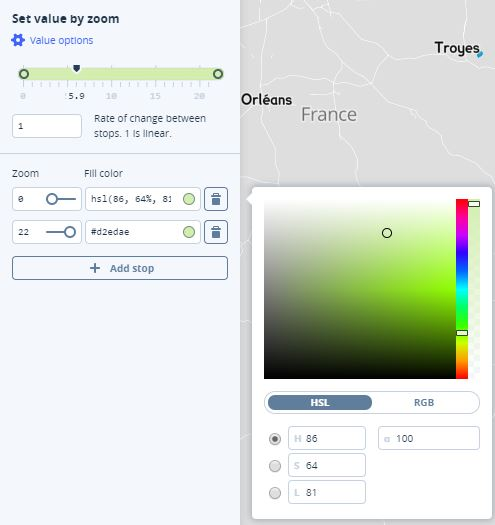 Set value by zoom
Value options
0 5.9 10 15 20
1
Rate of change between
stops. 1 is linear.
Zoom Fill color
0 hsl(86, 64%, 81
22 #d2edae
+ Add stop
Troyes
Orléans
France
HSL RGB
H 86 α 100
S 64
L 81